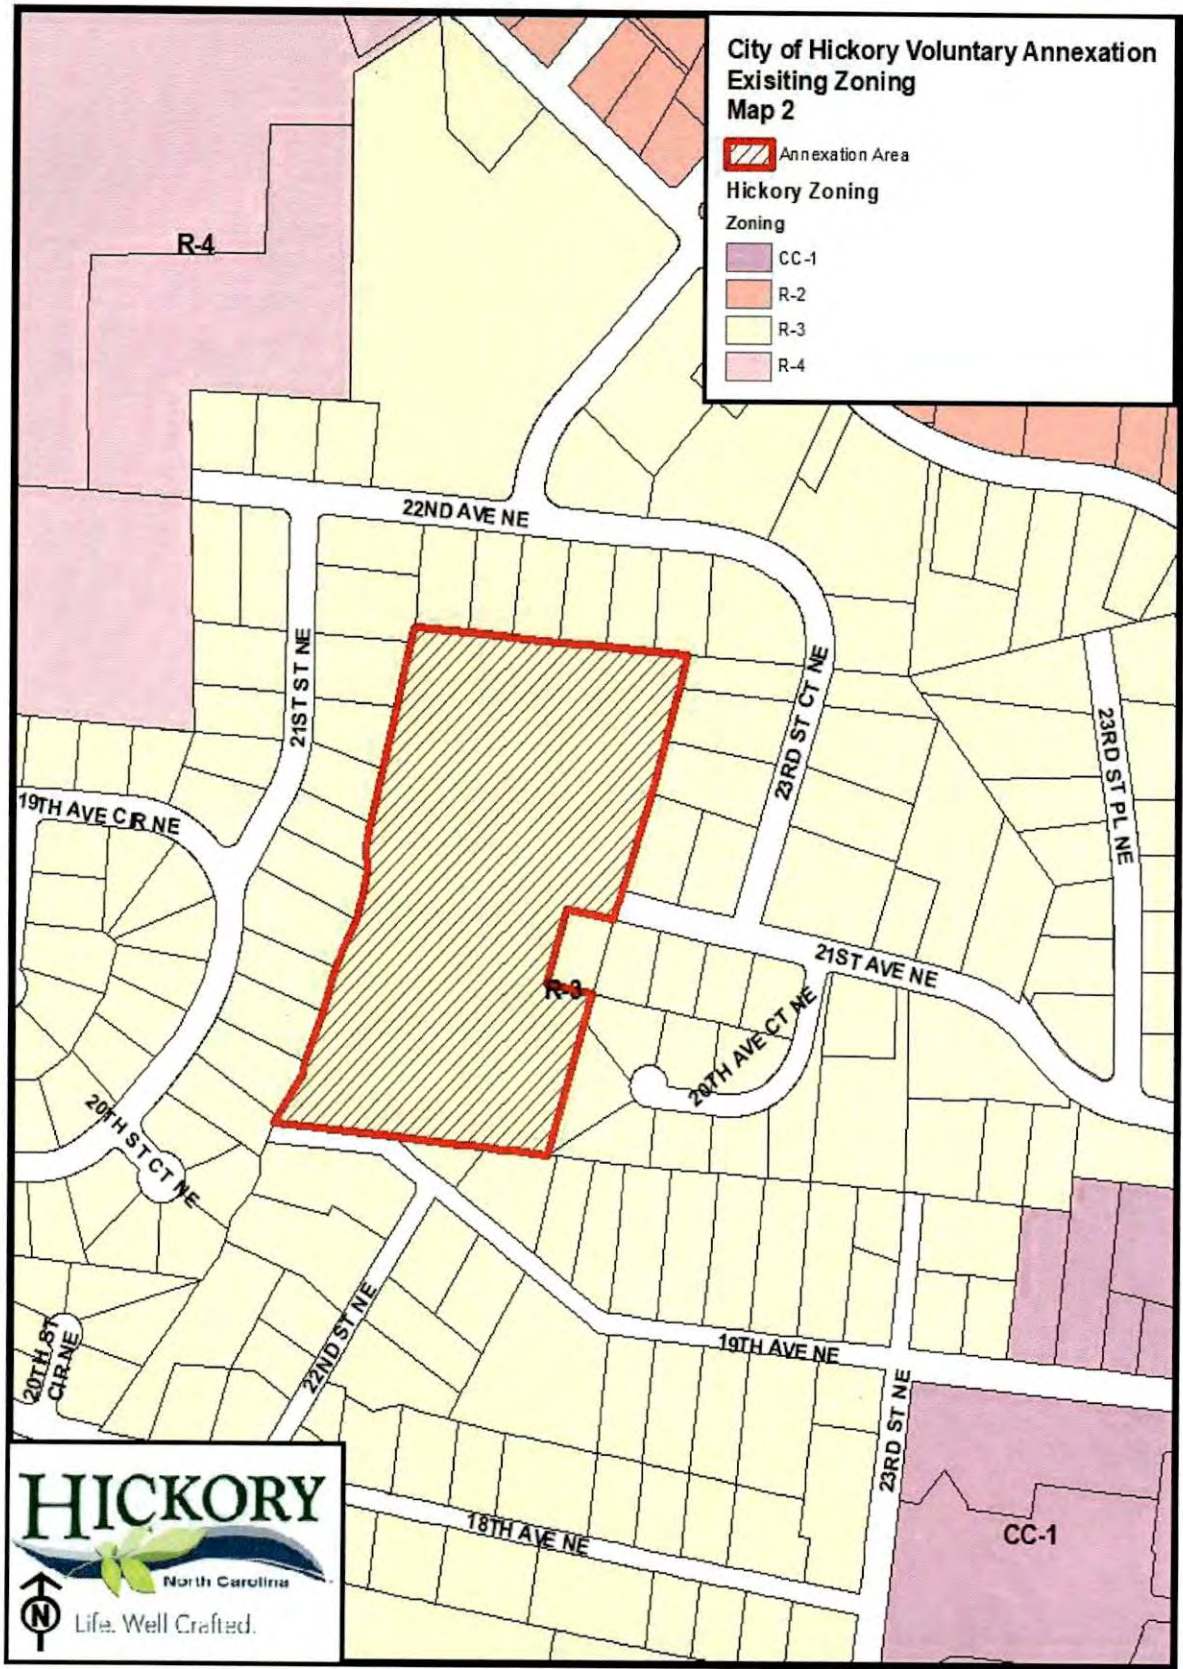 City of Hickory Voluntary Annexation
Exisiting Zoning
Map 2
Annexation Area
Hickory Zoning
Zoning
CC-1
R-2
R-3
R-4
R-4
22ND AVE NE
21ST ST NE
23RD ST CT NE
23RD ST PL NE
19TH AVE CIR NE
21ST AVE NE
R-3
20TH AVE CT NE
20TH ST CT NE
22ND ST NE
19TH AVE NE
20TH ST
CIR NE
23RD ST NE
18TH AVE NE
CC-1
HICKORY
North Carolina
N
Life. Well Crafted.